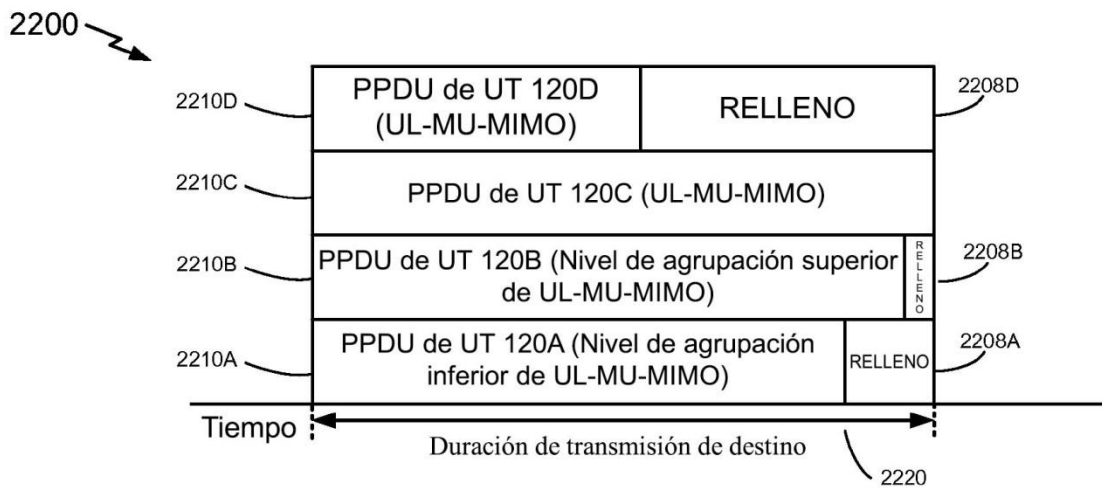 2200
2210D
PPDU de UT 120D
(UL-MU-MIMO)
RELLENO
2208D
2210C
PPDU de UT 120C (UL-MU-MIMO)
2210B
PPDU de UT 120B (Nivel de agrupación superior
de UL-MU-MIMO)
RELLENO
2208B
2210A
PPDU de UT 120A (Nivel de agrupación
inferior de UL-MU-MIMO)
RELLENO
2208A
Tiempo
Duración de transmisión de destino
2220